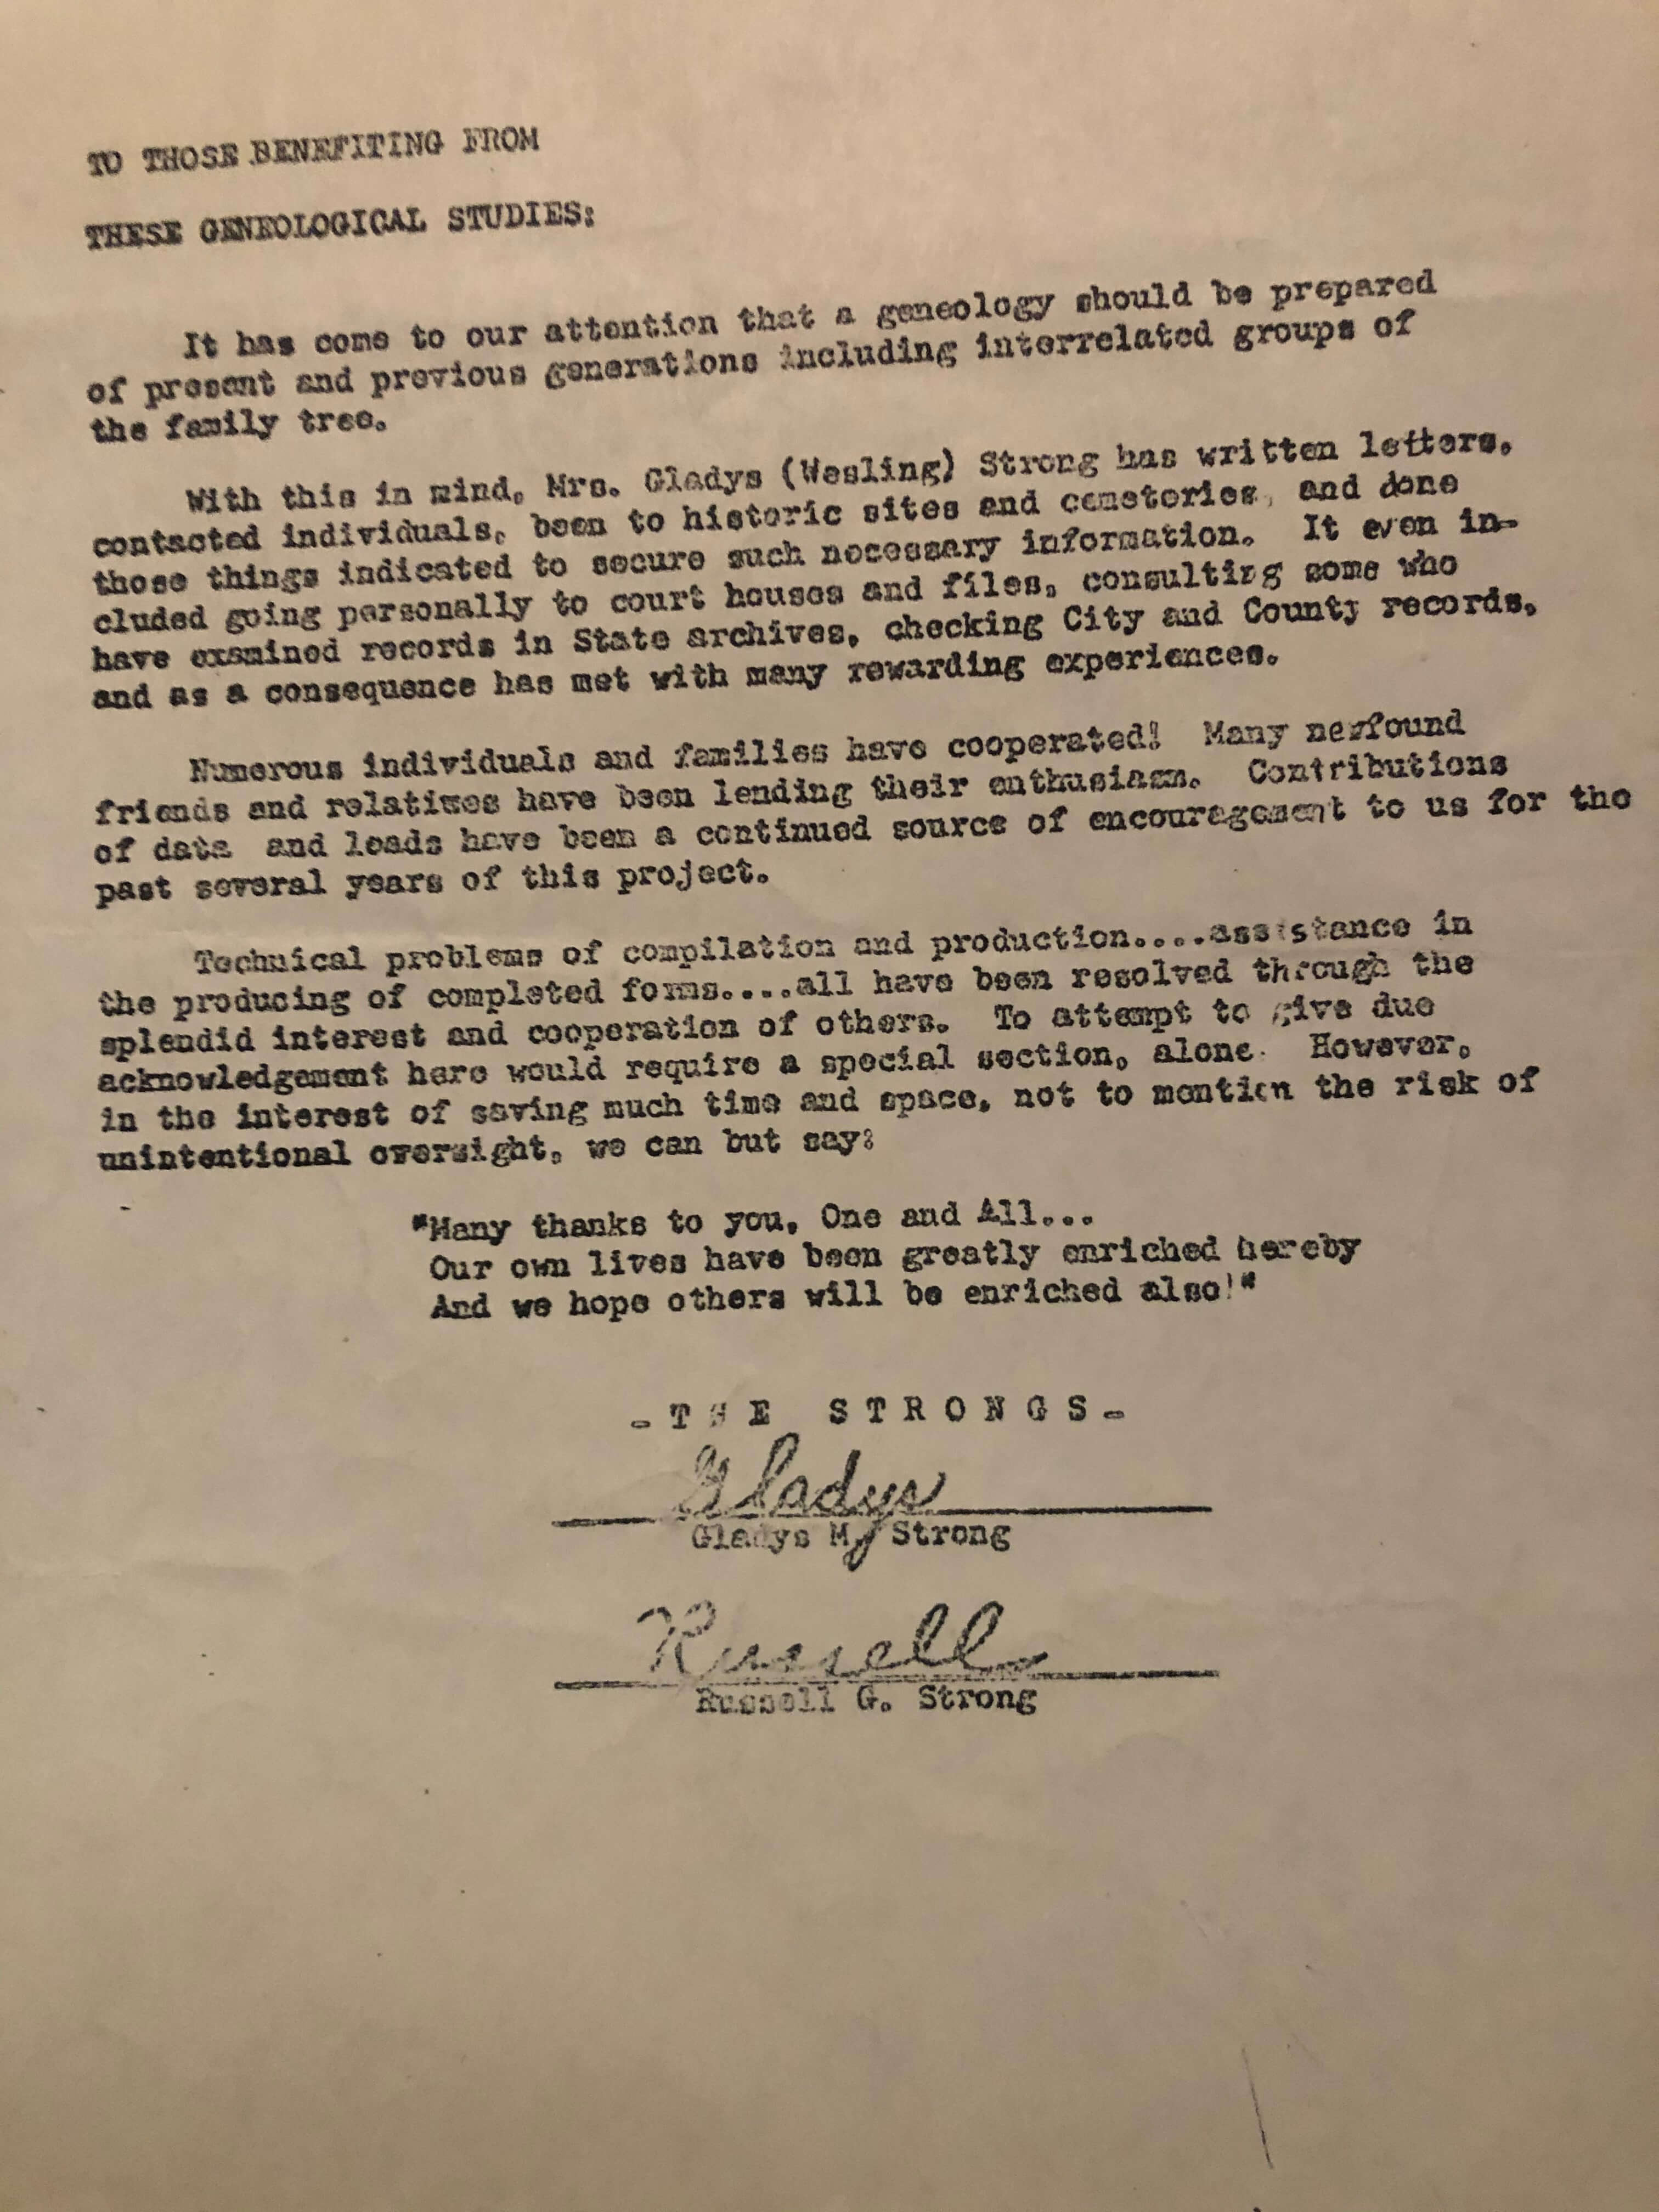 TO THOSE BENEFITING FROM
THESE GENEOLOGICAL STUDIES:
It has come to our attention that a geneology should be prepared
of present and previous generations including interrelated groups of
the family tree.
With this in mind, Mrs. Gladys (Wesling) Strong has written letters,
contacted individuals, been to historic sites and cemeteries, and done
those things indicated to secure such necessary information. It even in-
cluded going personally to court houses and files, consulting some who
have examined records in State archives, checking City and County records,
and as a consequence has met with many rewarding experiences.
Numerous individuals and families have cooperated! Many newfound
friends and relatives have been lending their enthusiasm. Contributions
of data and leads have been a continued source of encouragement to us for the
past several years of this project.
Technical problems of compilation and production....assistance in
the producing of completed forms....all have been resolved through the
splendid interest and cooperation of others. To attempt to give due
acknowledgement here would require a special section, alone. However,
in the interest of saving much time and space, not to mention the risk of
unintentional oversight, we can but say:
"Many thanks to you, One and All...
Our own lives have been greatly enriched hereby
And we hope others will be enriched also!"
-THE STRONGS-
Gladys
Gladys M. Strong
Russell
Russell G. Strong